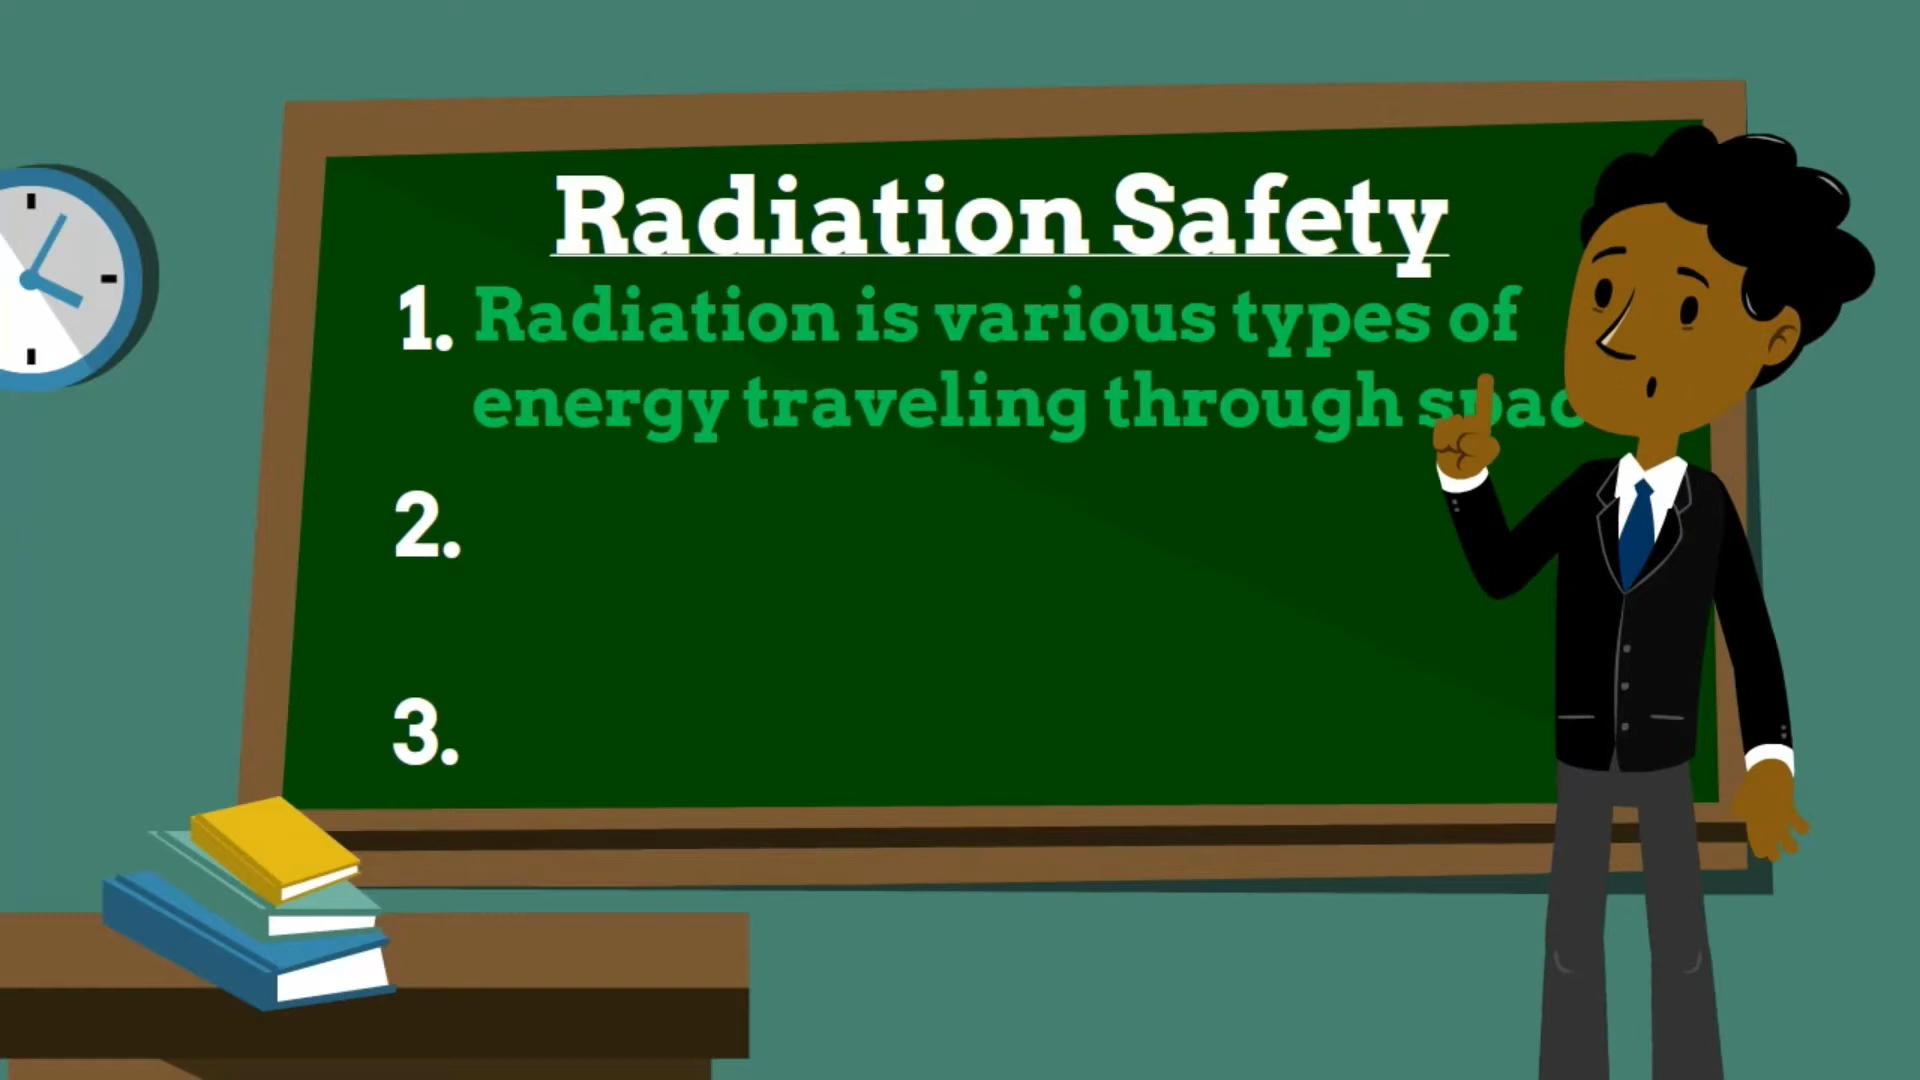 Radiation Safety
1. Radiation is various types of
energy traveling through
2.
3.